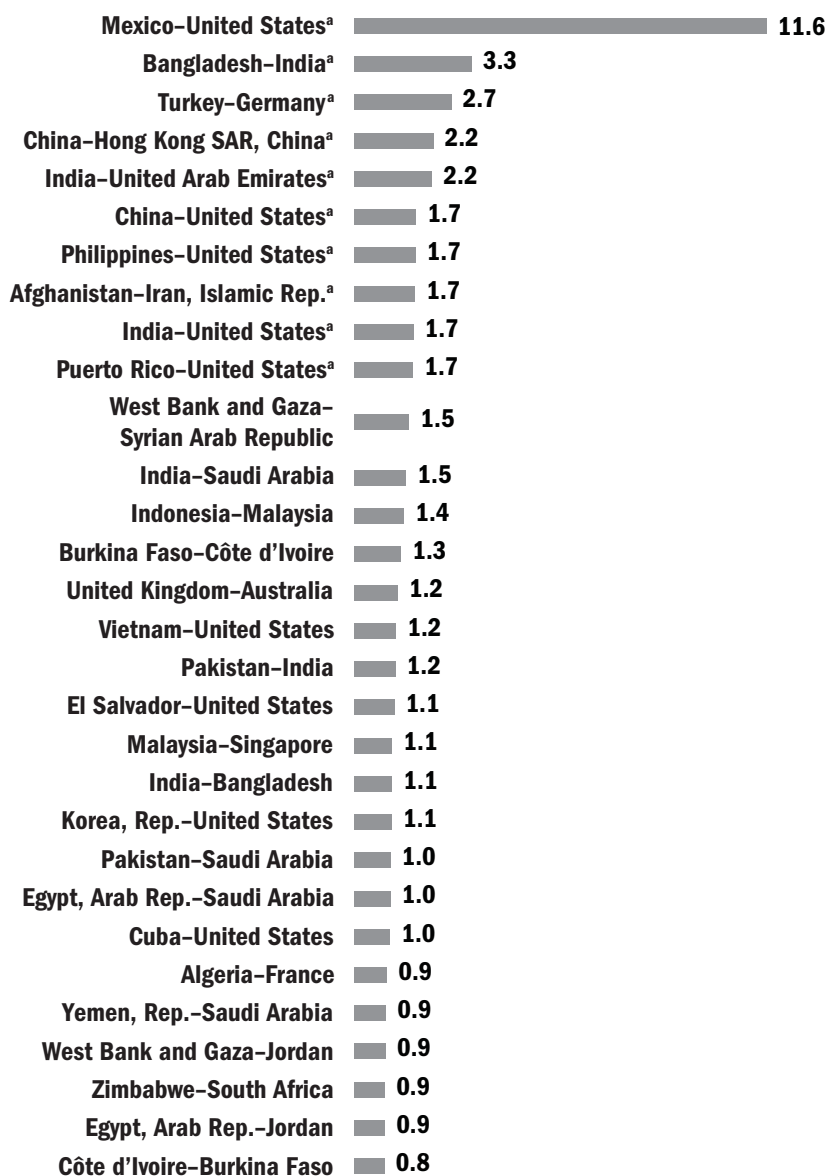 Mexico–United Statesᵃ 11.6
Bangladesh–Indiaᵃ 3.3
Turkey–Germanyᵃ 2.7
China–Hong Kong SAR, Chinaᵃ 2.2
India–United Arab Emiratesᵃ 2.2
China–United Statesᵃ 1.7
Philippines–United Statesᵃ 1.7
Afghanistan–Iran, Islamic Rep.ᵃ 1.7
India–United Statesᵃ 1.7
Puerto Rico–United Statesᵃ 1.7
West Bank and Gaza–
Syrian Arab Republic 1.5
India–Saudi Arabia 1.5
Indonesia–Malaysia 1.4
Burkina Faso–Côte d’Ivoire 1.3
United Kingdom–Australia 1.2
Vietnam–United States 1.2
Pakistan–India 1.2
El Salvador–United States 1.1
Malaysia–Singapore 1.1
India–Bangladesh 1.1
Korea, Rep.–United States 1.1
Pakistan–Saudi Arabia 1.0
Egypt, Arab Rep.–Saudi Arabia 1.0
Cuba–United States 1.0
Algeria–France 0.9
Yemen, Rep.–Saudi Arabia 0.9
West Bank and Gaza–Jordan 0.9
Zimbabwe–South Africa 0.9
Egypt, Arab Rep.–Jordan 0.9
Côte d’Ivoire–Burkina Faso 0.8